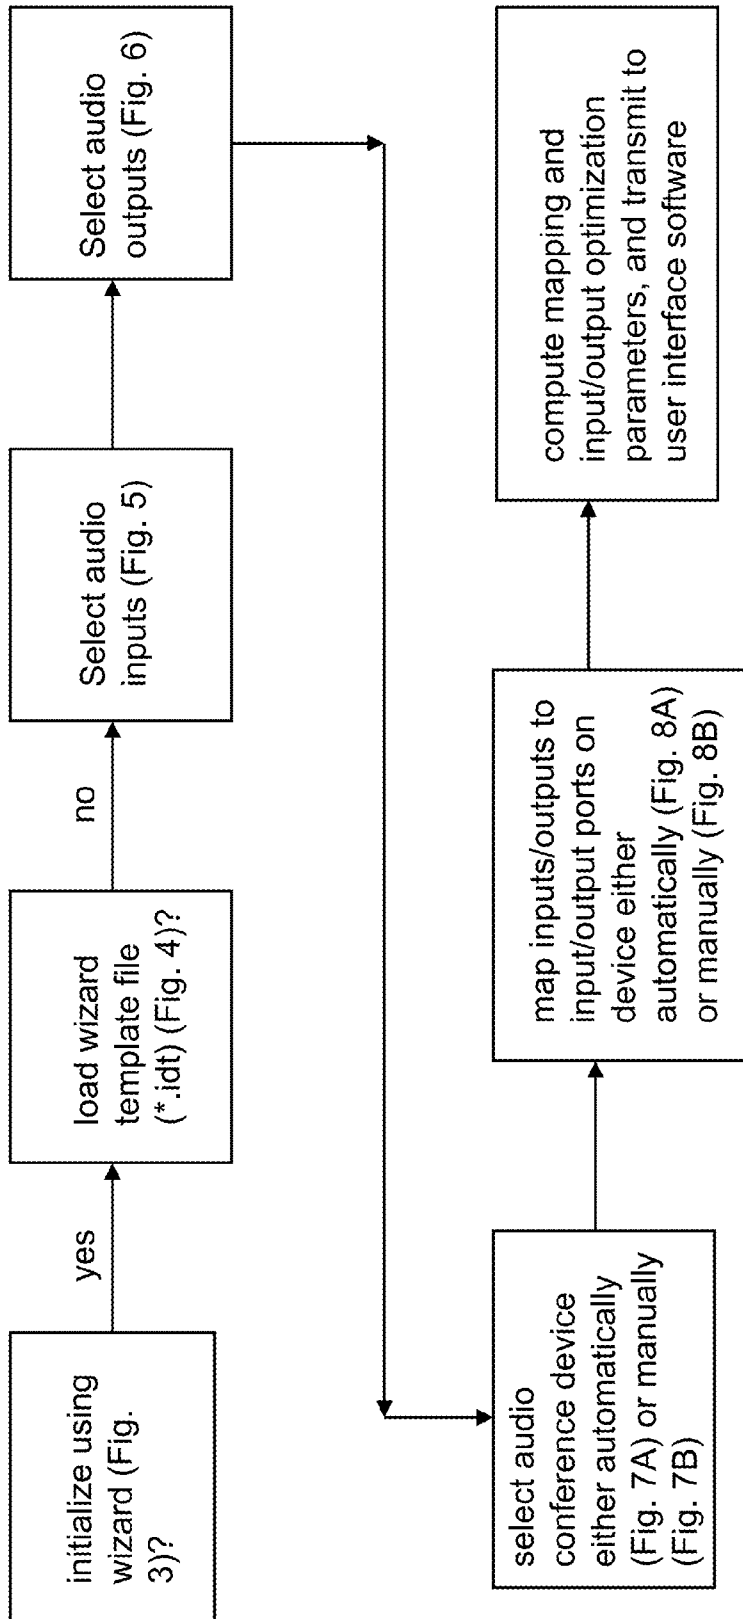 initialize using
wizard (Fig.
3)?
yes
load wizard
template file
(*.idt) (Fig. 4)?
no
Select audio
inputs (Fig. 5)
Select audio
outputs (Fig. 6)
select audio
conference device
either automatically
(Fig. 7A) or manually
(Fig. 7B)
map inputs/outputs to
input/output ports on
device either
automatically (Fig. 8A)
or manually (Fig. 8B)
compute mapping and
input/output optimization
parameters, and transmit to
user interface software